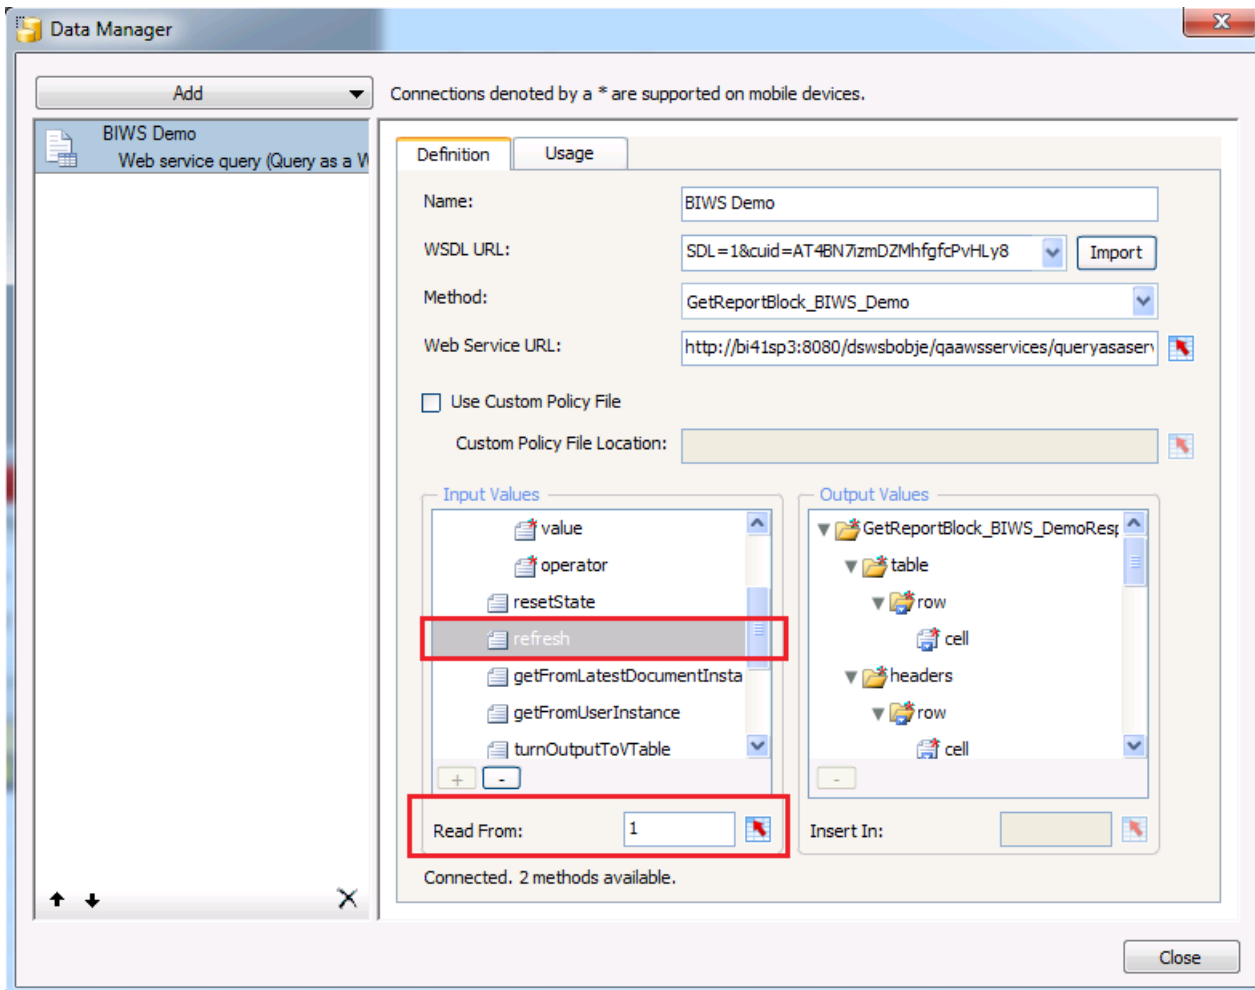 Data Manager
Add
Connections denoted by a * are supported on mobile devices.
BIWS Demo
Web service query (Query as a W
Definition
Usage
Name:
BIWS Demo
WSDL URL:
SDL=1&cuid=AT4BN7izmDZMhfgfcPvHLy8
Import
Method:
GetReportBlock_BIWS_Demo
Web Service URL:
http://bi41sp3:8080/dswsbobje/qaawsservices/queryasaserv
Use Custom Policy File
Custom Policy File Location:
Input Values
value
operator
resetState
refresh
getFromLatestDocumentInsta
getFromUserInstance
turnOutputToVTable
+ -
Read From:
1
Output Values
GetReportBlock_BIWS_DemoResp
table
row
cell
headers
row
cell
-
Insert In:
Connected. 2 methods available.
Close